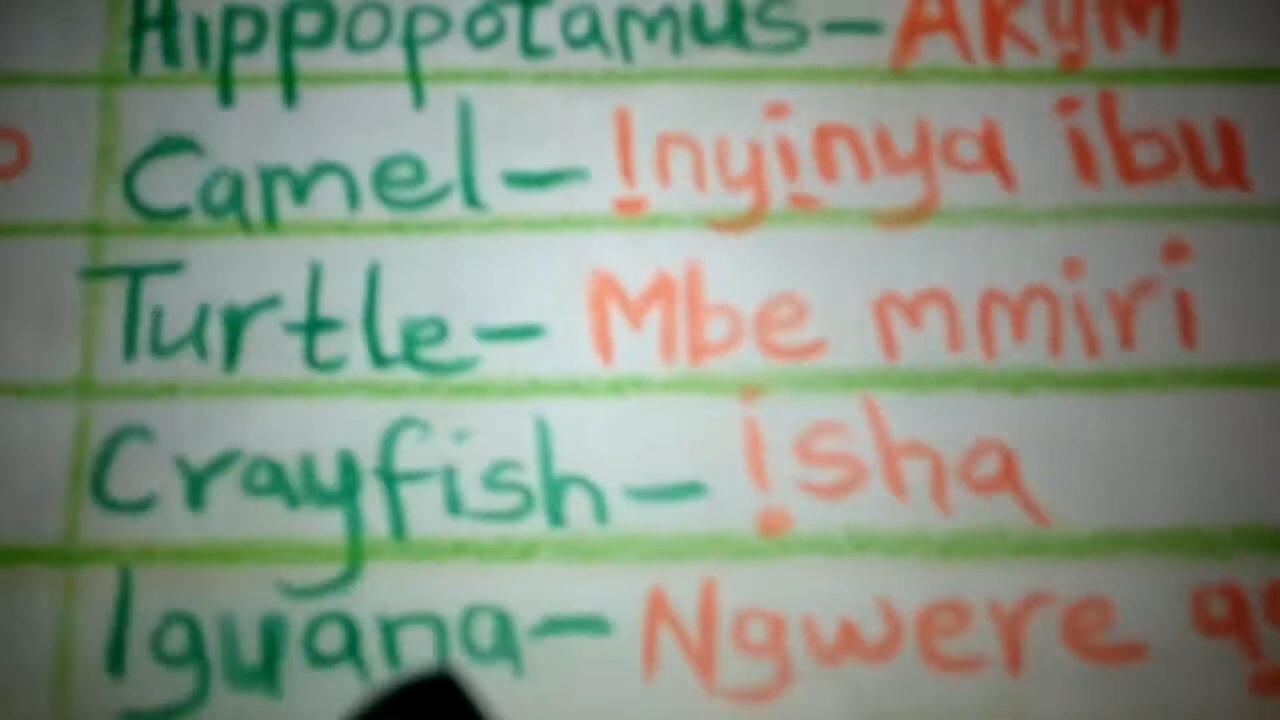 Hippopotamus - Akụm
Camel - Ịnyịnya ibu
Turtle - Mbe mmiri
Crayfish - ịsha
Iguana - Ngwere